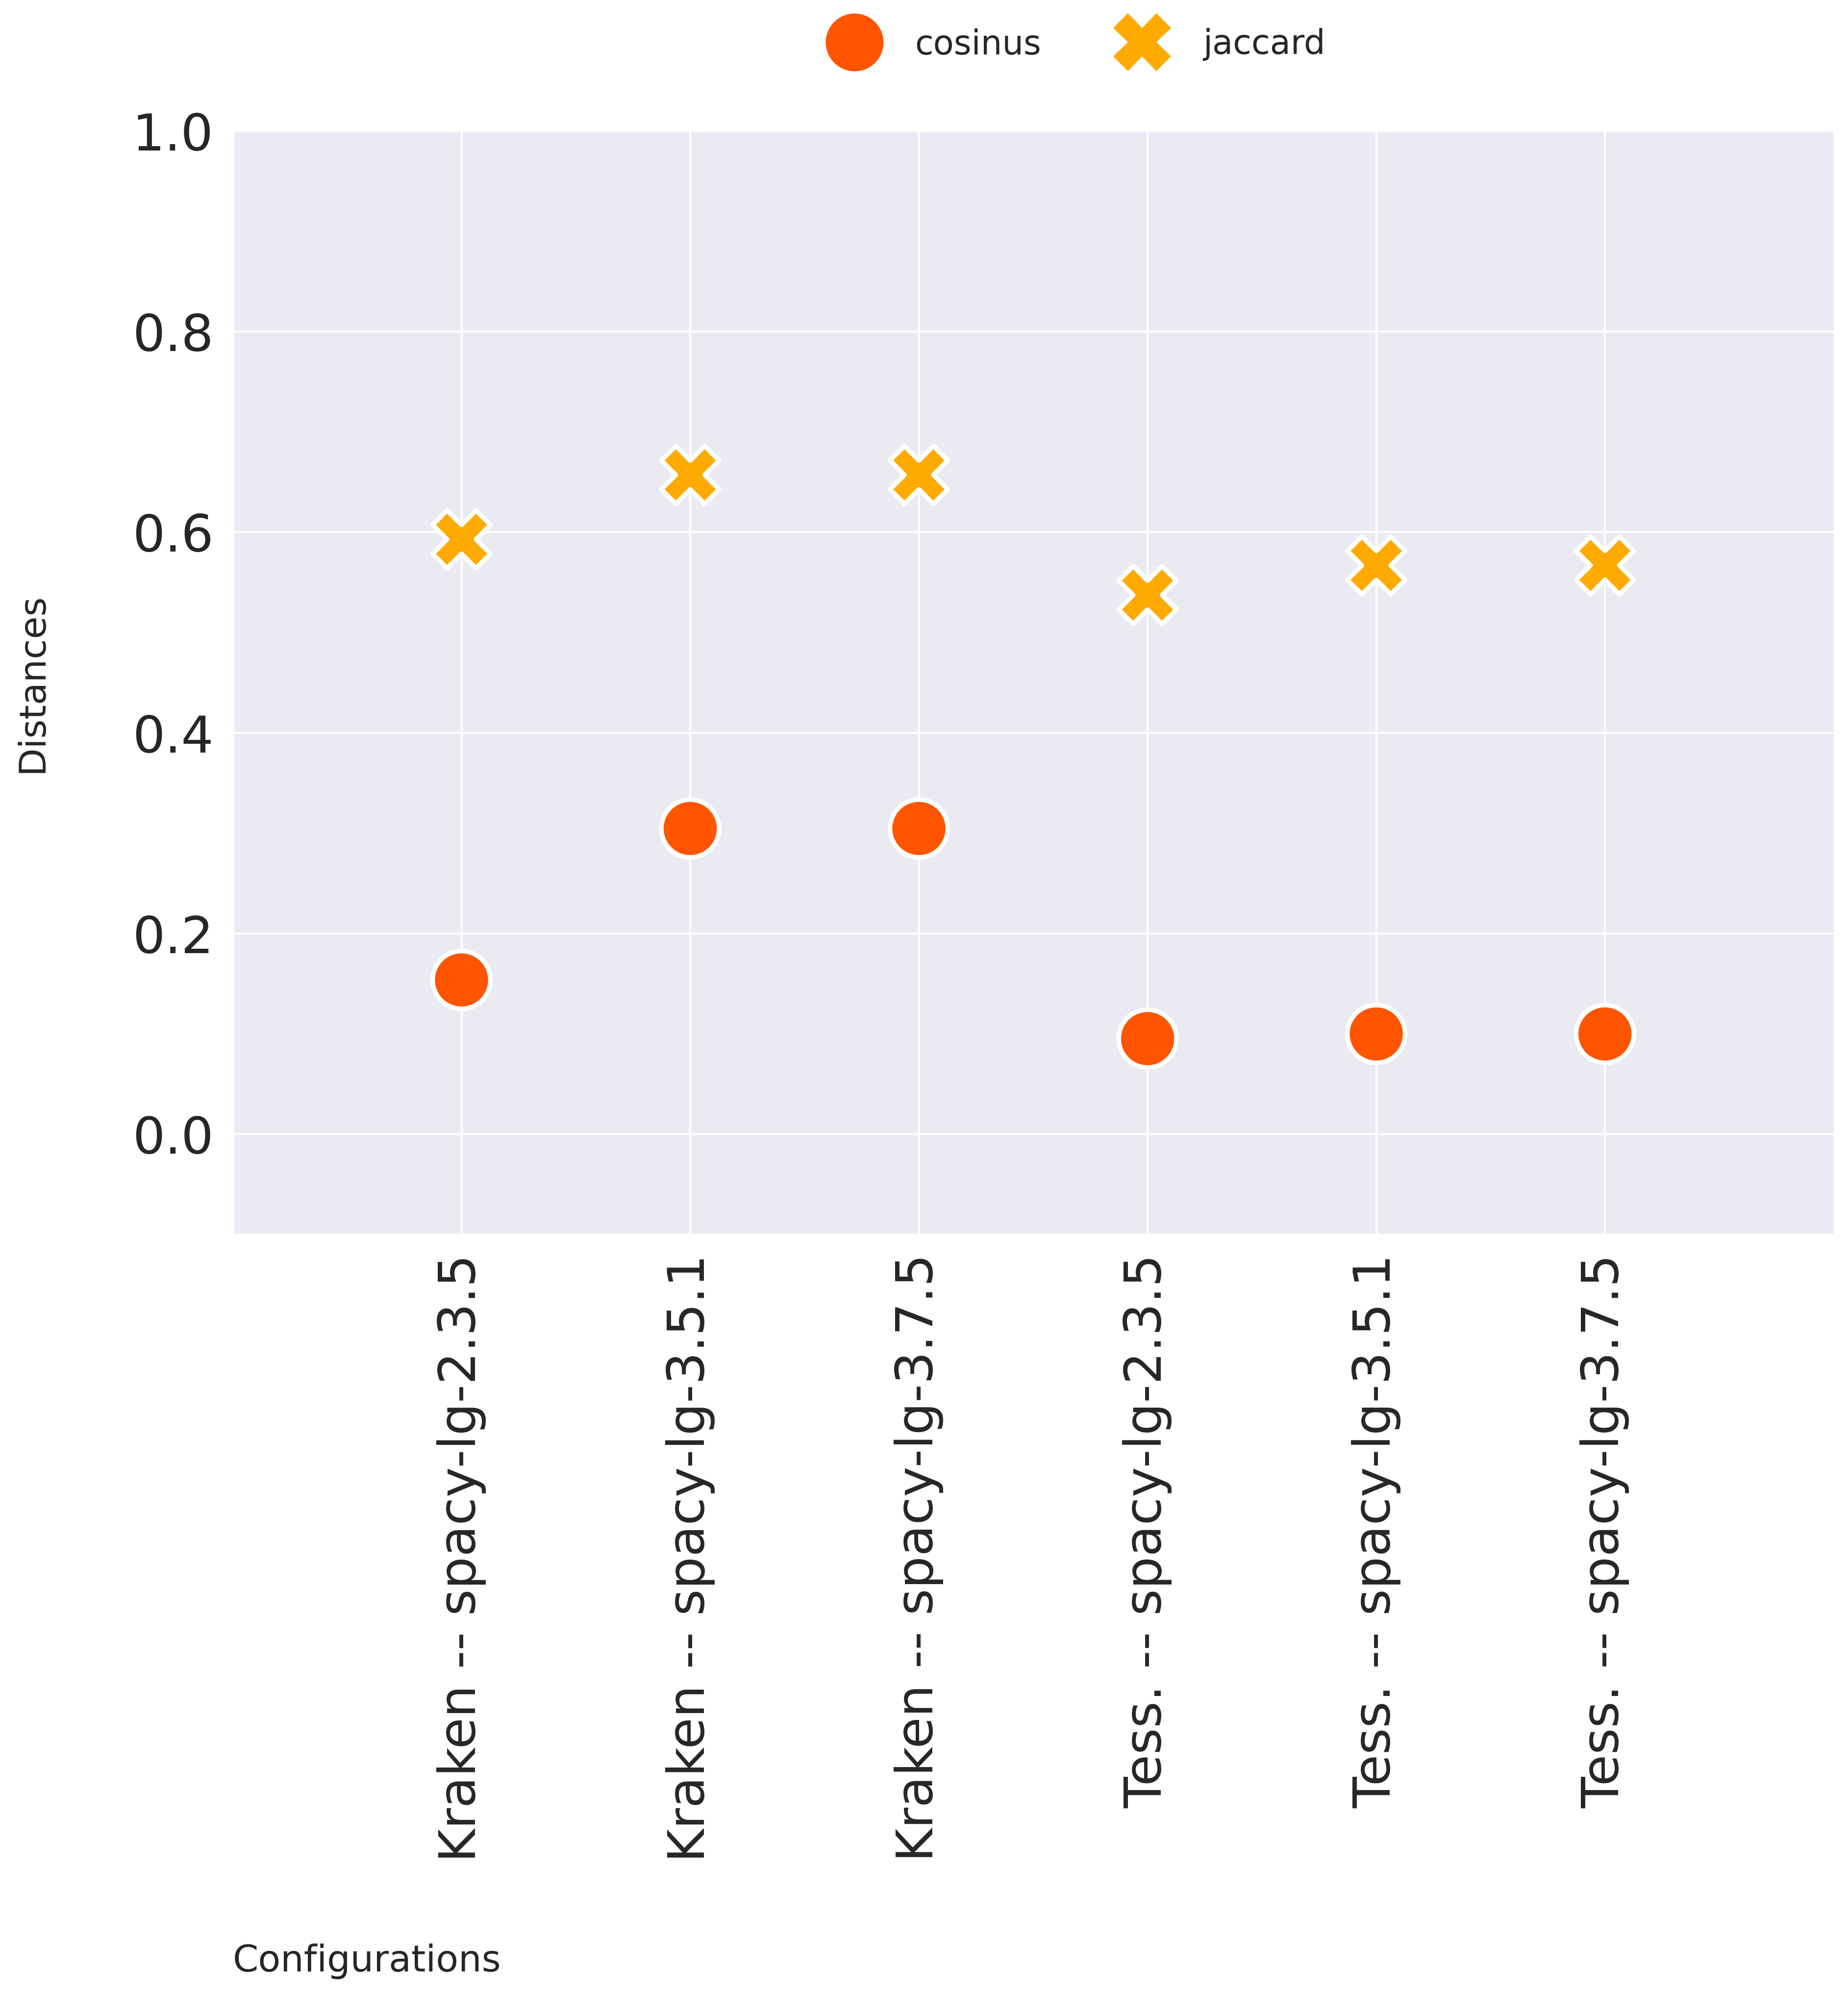 cosinus
jaccard
1.0
0.8
0.6
0.4
0.2
0.0
Distances
Kraken -- spacy-lg-2.3.5
Kraken -- spacy-lg-3.5.1
Kraken -- spacy-lg-3.7.5
Tess. -- spacy-lg-2.3.5
Tess. -- spacy-lg-3.5.1
Tess. -- spacy-lg-3.7.5
Configurations